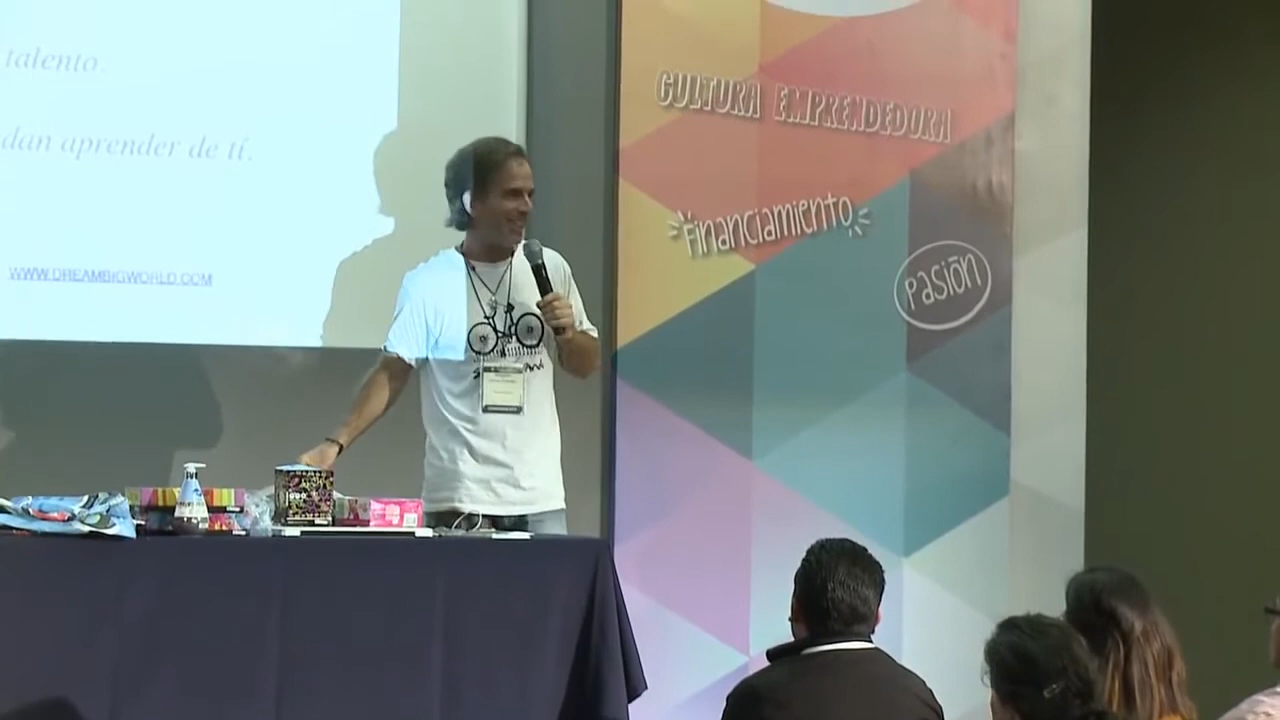 talento.
dan aprender de tí.
WWW.DREAMBIGWORLD.COM
CULTURA EMPRENDEDORA
Financiamiento
pasión